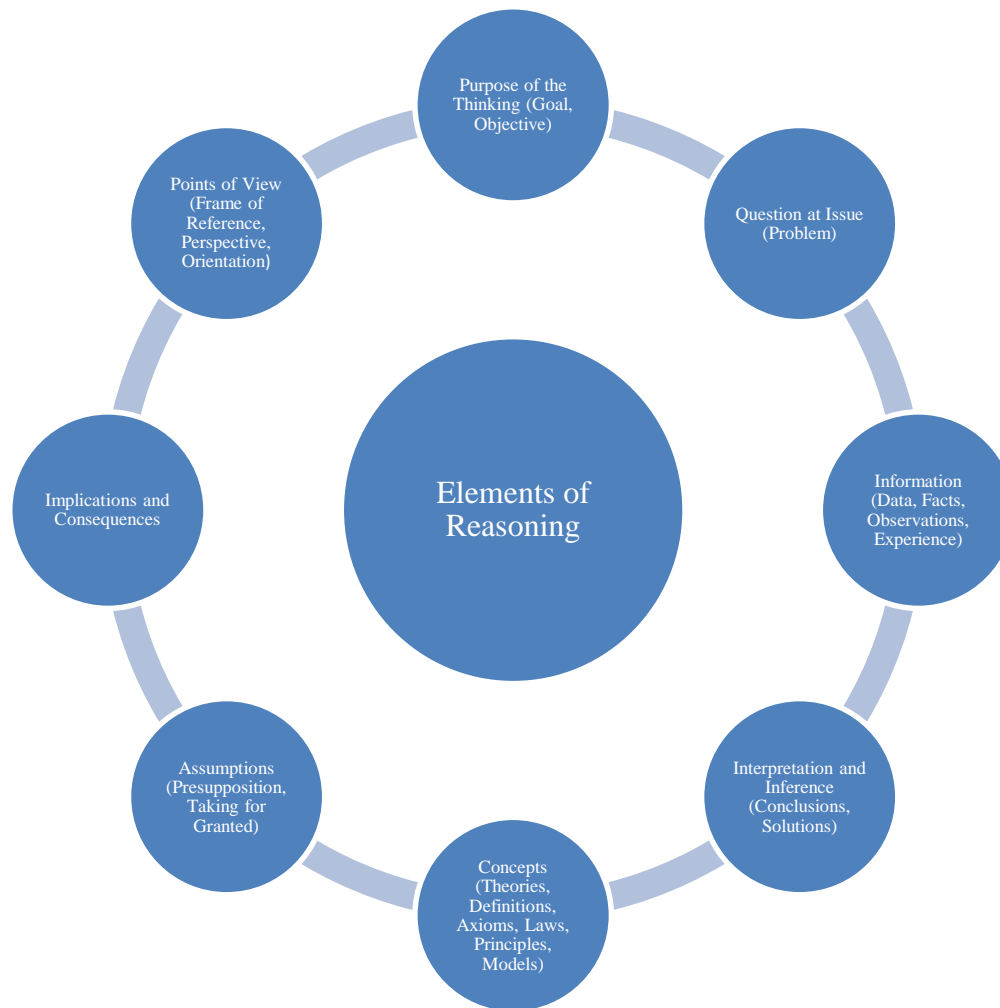 Purpose of the
Thinking (Goal,
Objective)
Question at Issue
(Problem)
Information
(Data, Facts,
Observations,
Experience)
Interpretation and
Inference
(Conclusions,
Solutions)
Concepts
(Theories,
Definitions,
Axioms, Laws,
Principles,
Models)
Assumptions
(Presupposition,
Taking for
Granted)
Implications and
Consequences
Points of View
(Frame of
Reference,
Perspective,
Orientation)
Elements of
Reasoning